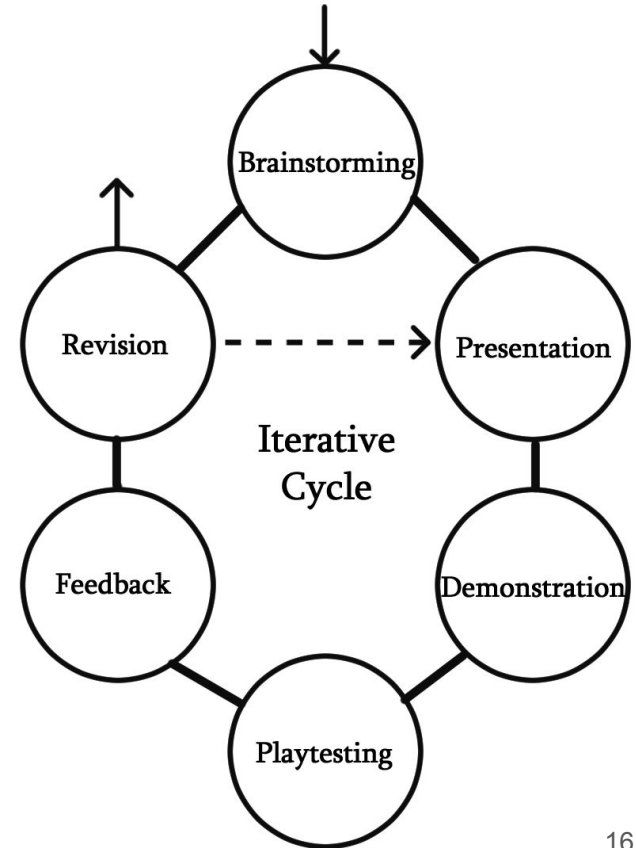 Brainstorming
Revision
Presentation
Iterative
Cycle
Feedback
Demonstration
Playtesting
16